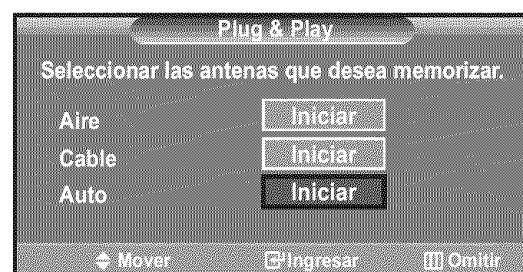 Plug & Play
Seleccionar las antenas que desea memorizar.
Aire Iniciar
Cable Iniciar
Auto Iniciar
Mover Ingresar Omitir